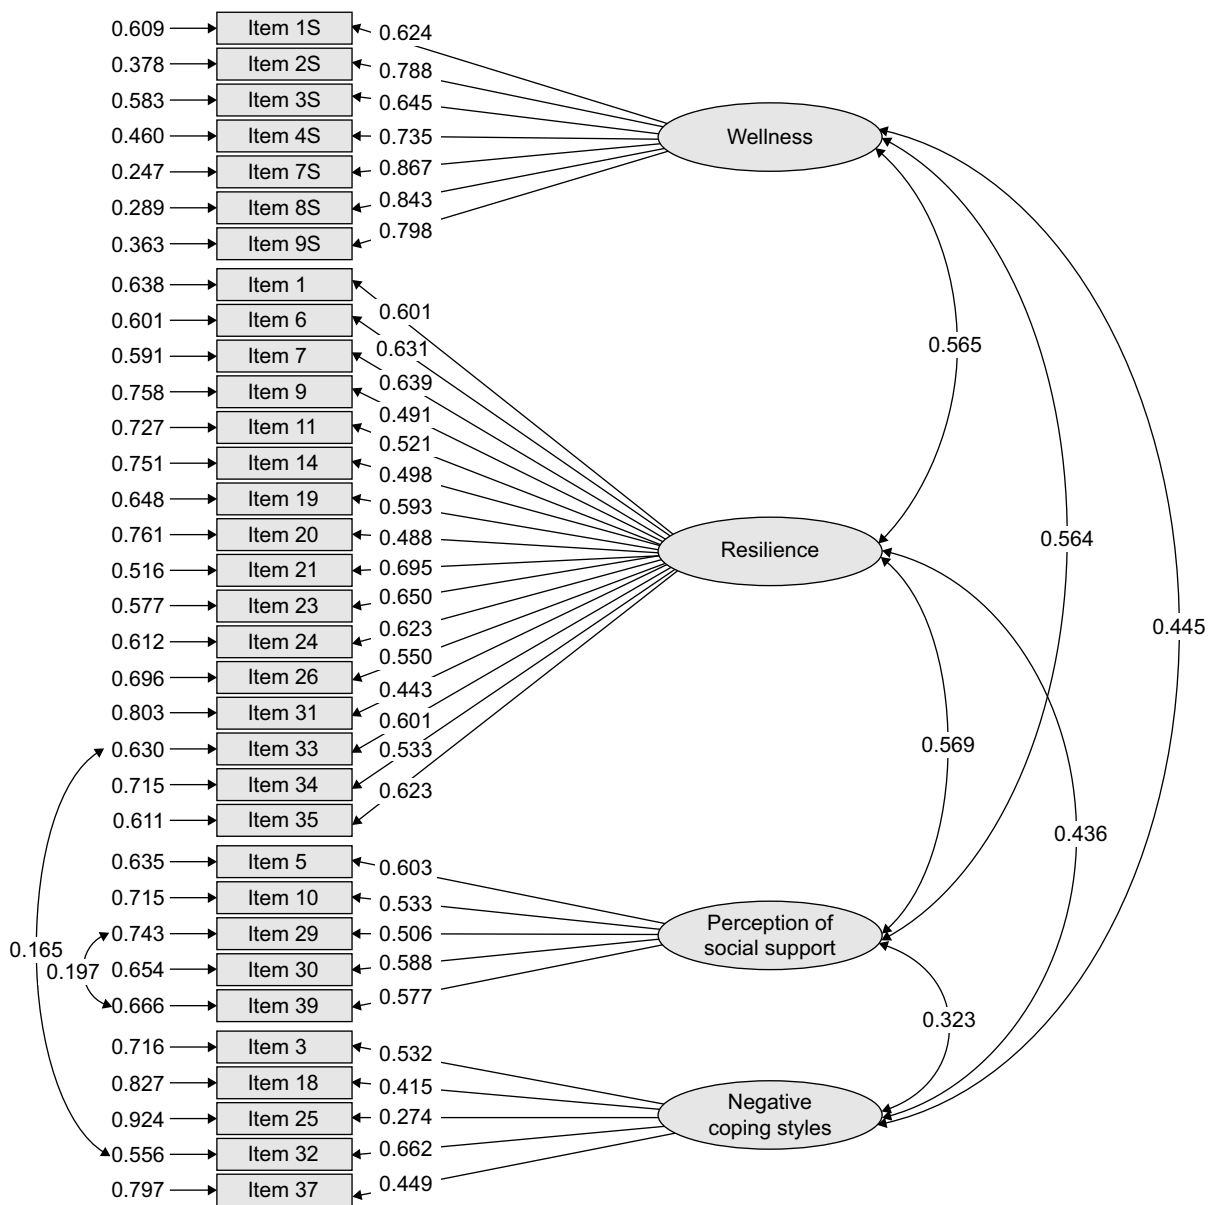 0.609 Item 1S 0.624
0.378 Item 2S 0.788
0.583 Item 3S 0.645
0.460 Item 4S 0.735
0.247 Item 7S 0.867
0.289 Item 8S 0.843
0.363 Item 9S 0.798
Wellness
0.638 Item 1 0.601
0.601 Item 6 0.631
0.591 Item 7 0.639
0.758 Item 9 0.491
0.727 Item 11 0.521
0.751 Item 14 0.498
0.648 Item 19 0.593
0.761 Item 20 0.488
0.516 Item 21 0.695
0.577 Item 23 0.650
0.612 Item 24 0.623
0.696 Item 26 0.550
0.803 Item 31 0.443
0.630 Item 33 0.601
0.715 Item 34 0.533
0.611 Item 35 0.623
Resilience
0.635 Item 5 0.603
0.715 Item 10 0.533
0.743 Item 29 0.506
0.654 Item 30 0.588
0.666 Item 39 0.577
Perception of
social support
0.716 Item 3 0.532
0.827 Item 18 0.415
0.924 Item 25 0.274
0.556 Item 32 0.662
0.797 Item 37 0.449
Negative
coping styles
0.165
0.197
0.565
0.564
0.445
0.569
0.436
0.323